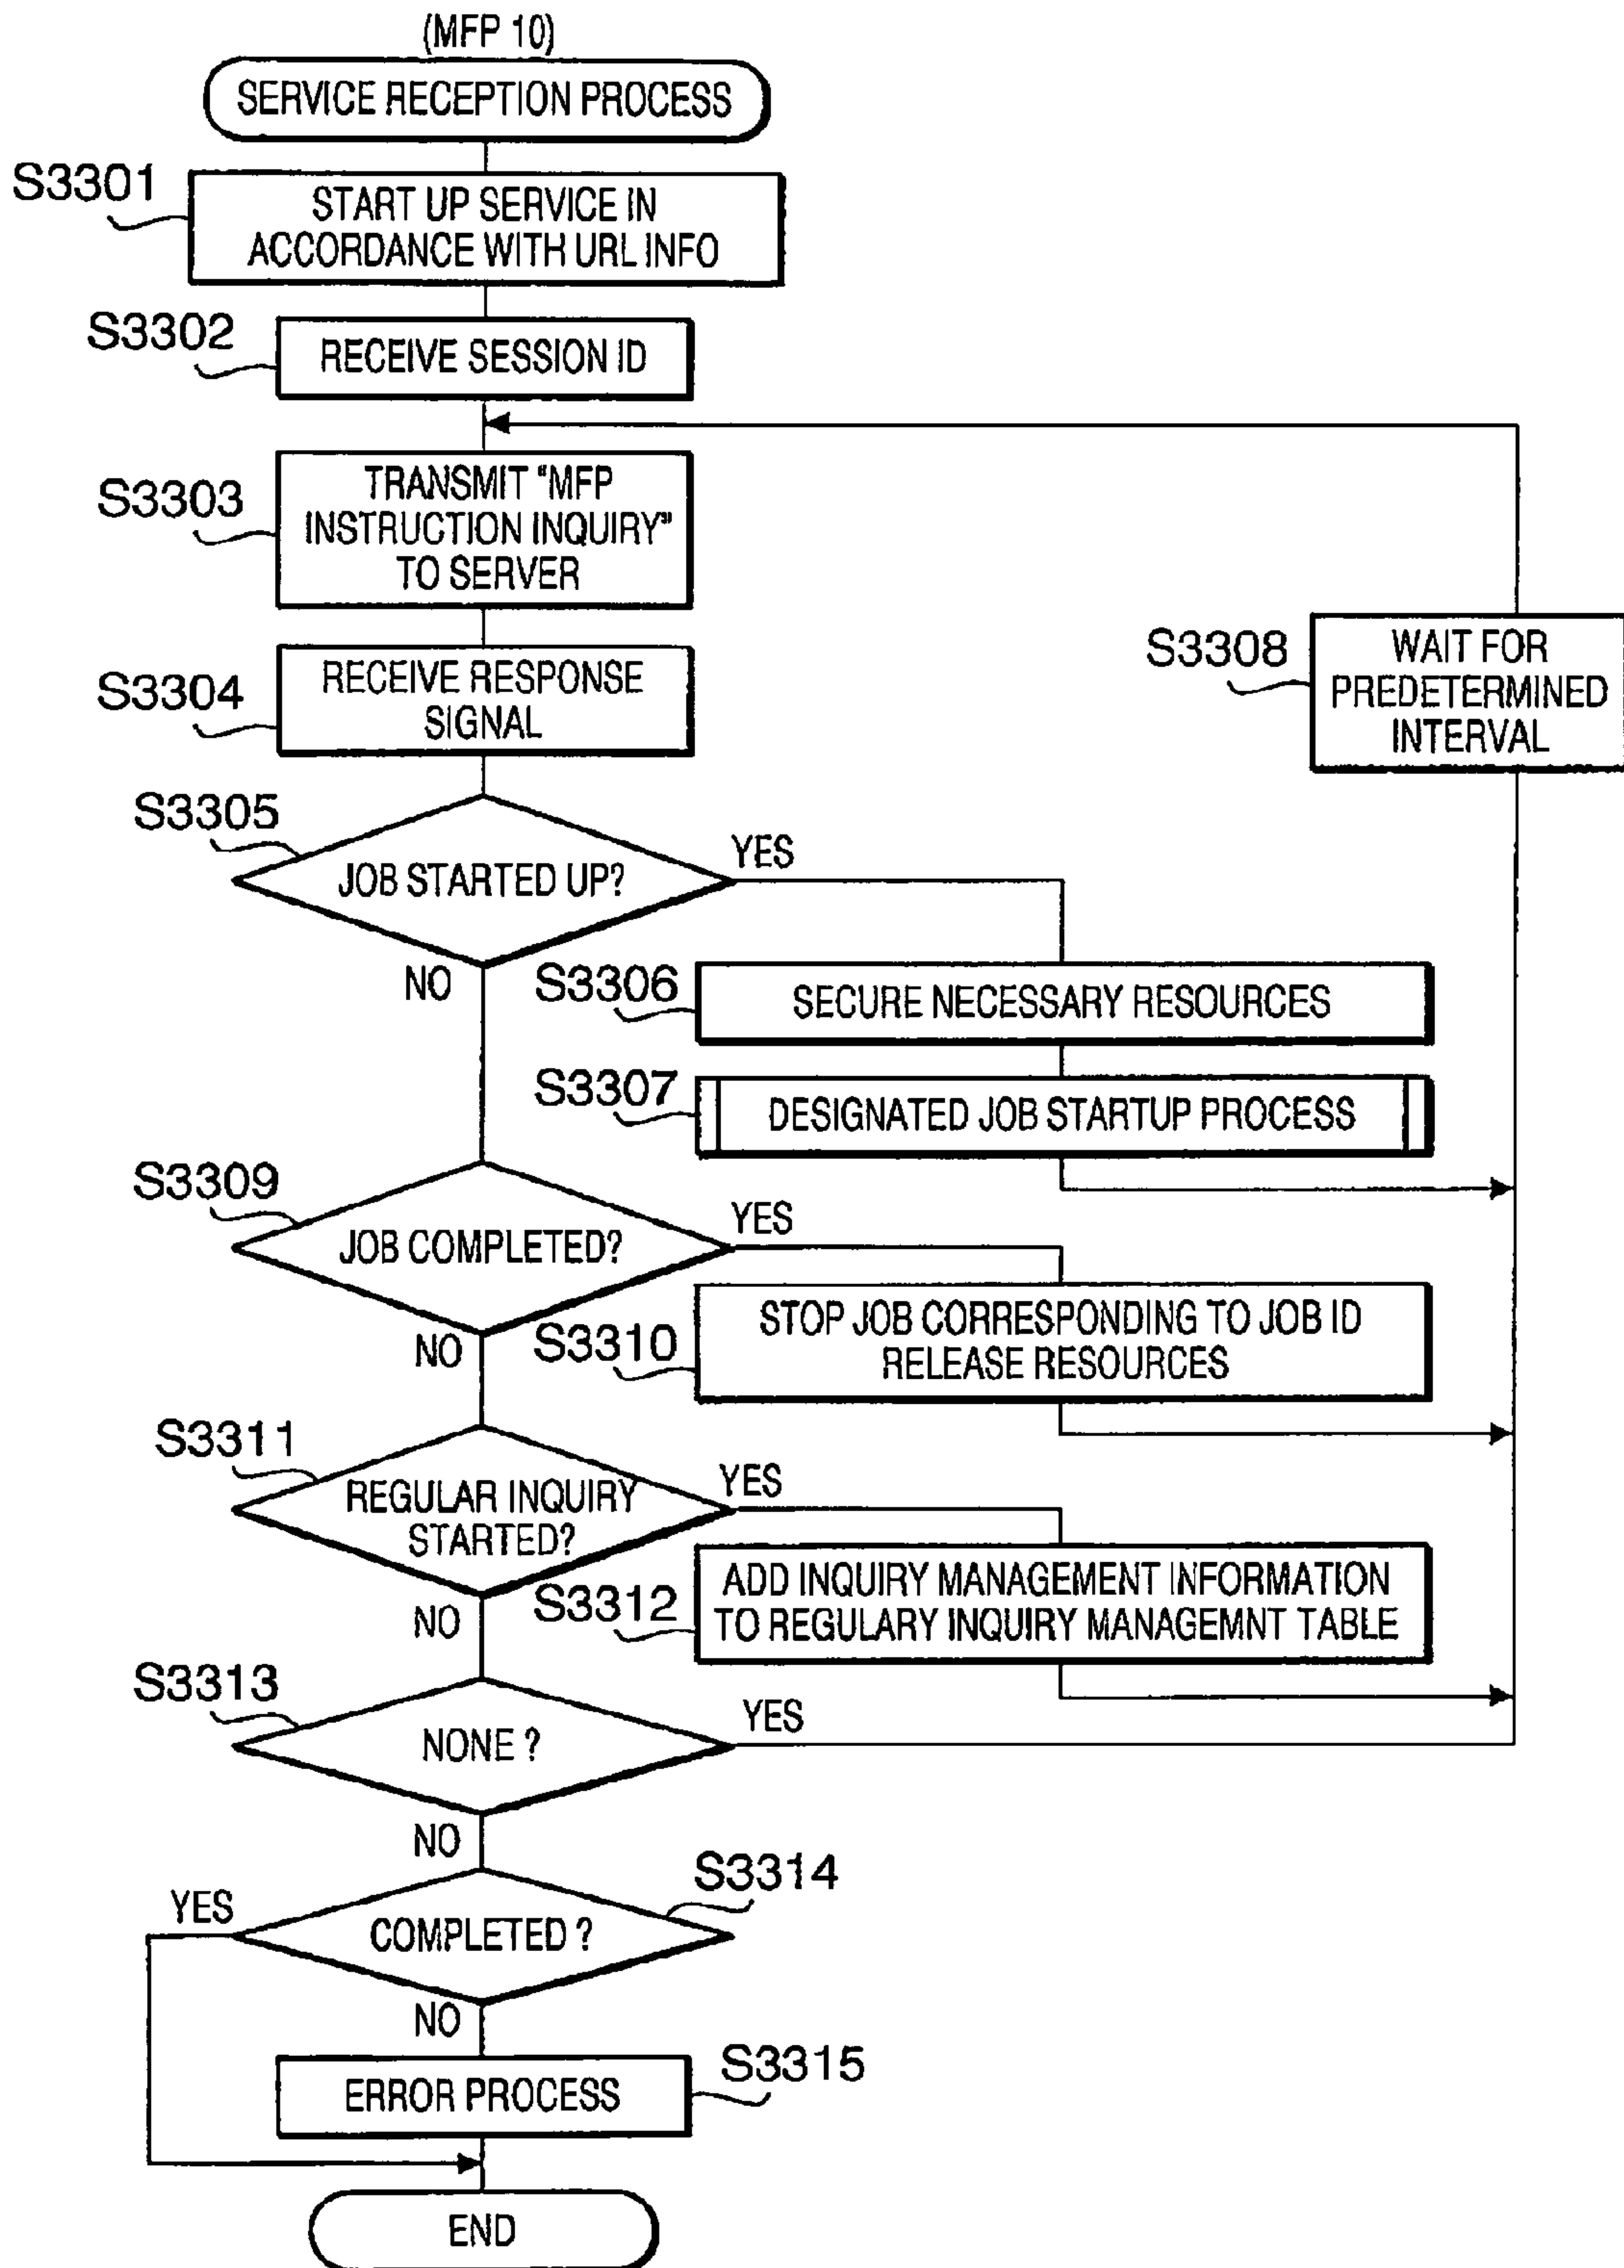 (MFP 10)
SERVICE RECEPTION PROCESS
S3301
START UP SERVICE IN
ACCORDANCE WITH URL INFO
S3302
RECEIVE SESSION ID
S3303
TRANSMIT "MFP
INSTRUCTION INQUIRY"
TO SERVER
S3304
RECEIVE RESPONSE
SIGNAL
S3308
WAIT FOR
PREDETERMINED
INTERVAL
S3305
JOB STARTED UP?
YES
NO
S3306
SECURE NECESSARY RESOURCES
S3307
DESIGNATED JOB STARTUP PROCESS
S3309
JOB COMPLETED?
YES
NO
S3310
STOP JOB CORRESPONDING TO JOB ID
RELEASE RESOURCES
S3311
REGULAR INQUIRY
STARTED?
YES
NO
S3312
ADD INQUIRY MANAGEMENT INFORMATION
TO REGULARY INQUIRY MANAGEMNT TABLE
S3313
NONE ?
YES
NO
S3314
COMPLETED ?
YES
NO
S3315
ERROR PROCESS
END